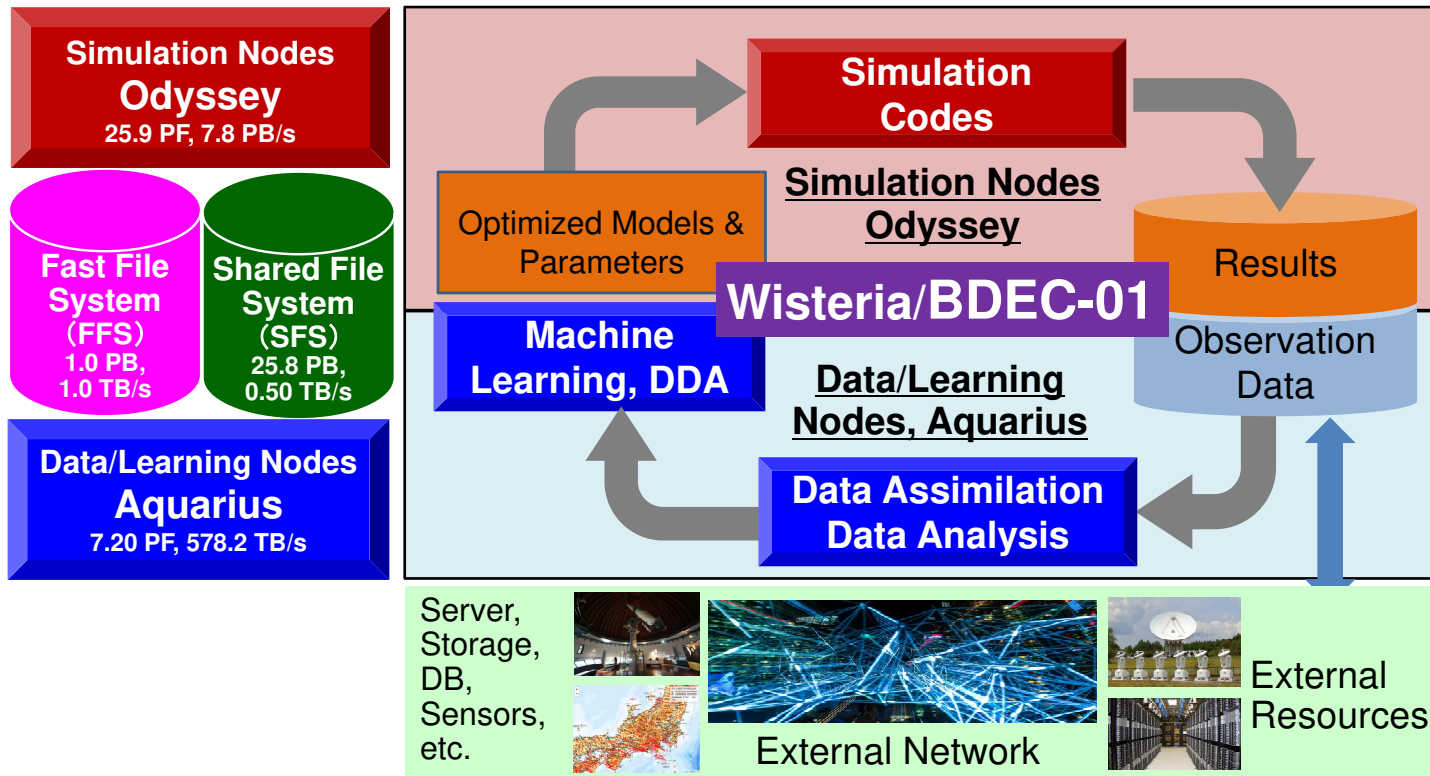 Simulation Nodes
Odyssey
25.9 PF, 7.8 PB/s
Fast File
System
（FFS）
1.0 PB,
1.0 TB/s
Shared File
System
（SFS）
25.8 PB,
0.50 TB/s
Data/Learning Nodes
Aquarius
7.20 PF, 578.2 TB/s
Simulation
Codes
Simulation Nodes
Odyssey
Optimized Models &
Parameters
Results
Wisteria/BDEC-01
Machine
Learning, DDA
Observation
Data
Data/Learning
Nodes, Aquarius
Data Assimilation
Data Analysis
Server,
Storage,
DB,
Sensors,
etc.
External Network
External
Resources